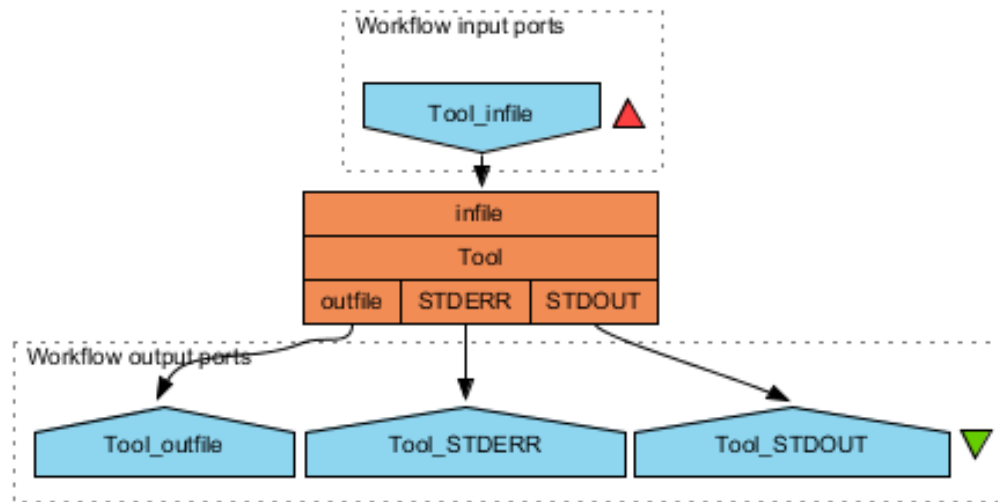 Workflow input ports
Tool_infile
infile
Tool
outfile STDERR STDOUT
Workflow output ports
Tool_outfile Tool_STDERR Tool_STDOUT